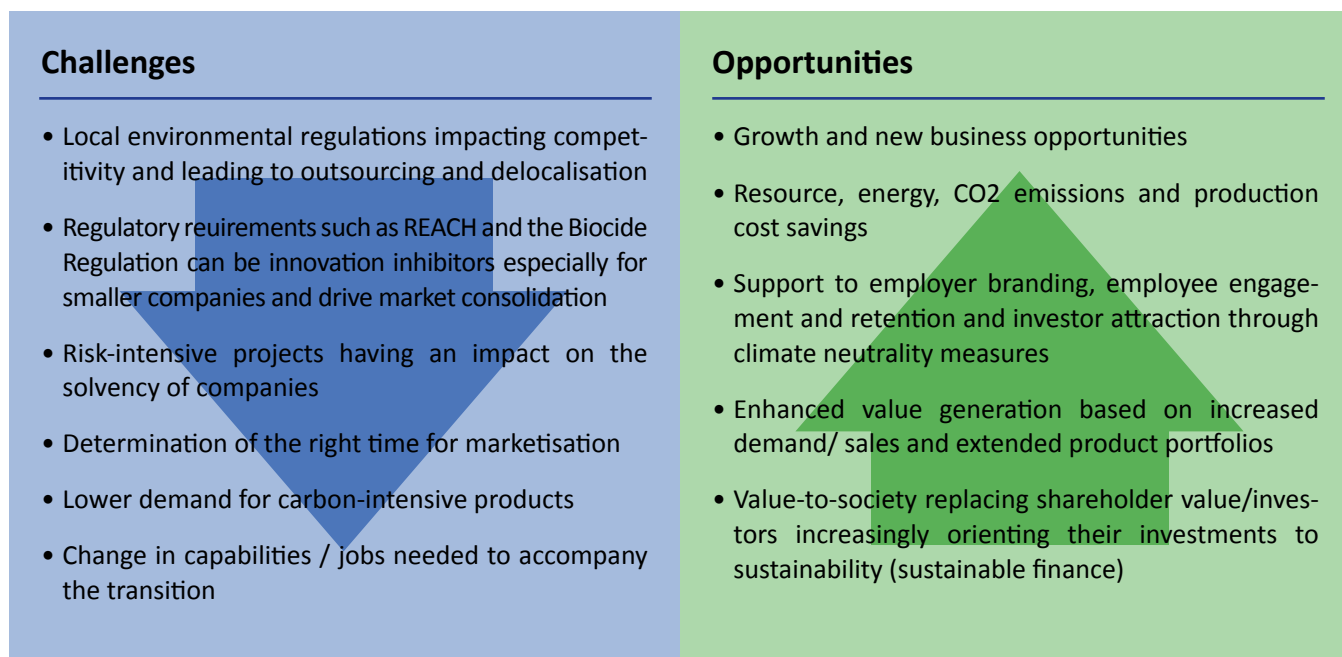 Challenges
• Local environmental regulations impacting compet-
itivity and leading to outsourcing and delocalisation
• Regulatory reuirements such as REACH and the Biocide
Regulation can be innovation inhibitors especially for
smaller companies and drive market consolidation
• Risk-intensive projects having an impact on the
solvency of companies
• Determination of the right time for marketisation
• Lower demand for carbon-intensive products
• Change in capabilities / jobs needed to accompany
the transition
Opportunities
• Growth and new business opportunities
• Resource, energy, CO2 emissions and production
cost savings
• Support to employer branding, employee engage-
ment and retention and investor attraction through
climate neutrality measures
• Enhanced value generation based on increased
demand/ sales and extended product portfolios
• Value-to-society replacing shareholder value/inves-
tors increasingly orienting their investments to
sustainability (sustainable finance)